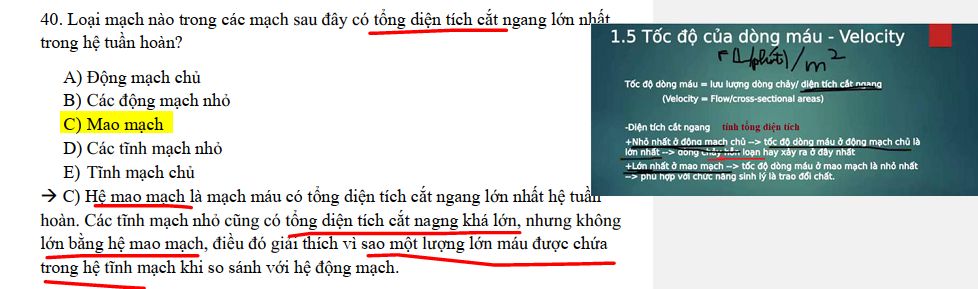 40. Loại mạch nào trong các mạch sau đây có tổng diện tích cắt ngang lớn nhất
trong hệ tuần hoàn?
A) Động mạch chủ
B) Các động mạch nhỏ
C) Mao mạch
D) Các tĩnh mạch nhỏ
E) Tĩnh mạch chủ
→ C) Hệ mao mạch là mạch máu có tổng diện tích cắt ngang lớn nhất hệ tuần
hoàn. Các tĩnh mạch nhỏ cũng có tổng diện tích cắt nagng khá lớn, nhưng không
lớn bằng hệ mao mạch, điều đó giải thích vì sao một lượng lớn máu được chứa
trong hệ tĩnh mạch khi so sánh với hệ động mạch.
1.5 Tốc độ của dòng máu - Velocity
(l/phút)/m²
Tốc độ dòng máu = lưu lượng dòng chảy/ diện tích cắt ngang
(Velocity = Flow/cross-sectional areas)
-Diện tích cắt ngang tính tổng diện tích
+Nhỏ nhất ở động mạch chủ --> tốc độ dòng máu ở động mạch chủ là
lớn nhất --> dòng chảy hỗn loạn hay xảy ra ở đây nhất
+Lớn nhất ở mao mạch --> tốc độ dòng máu ở mao mạch là nhỏ nhất
--> phù hợp với chức năng sinh lý là trao đổi chất.